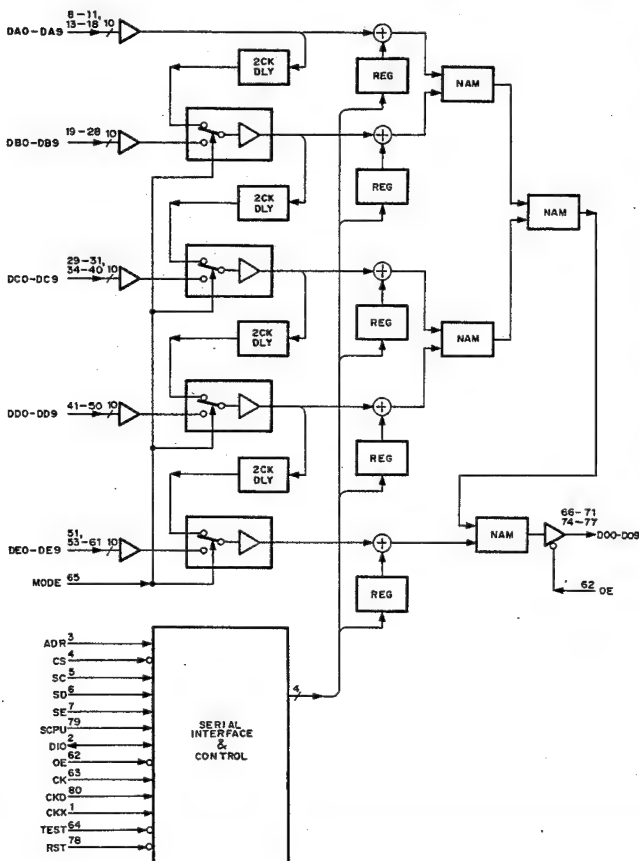 8-11,
DA0-DA9 13-18 10
2CK
DLY
REG
NAM
DB0-DB9 19-28 10
2CK
DLY
REG
NAM
29-31,
DC0-DC9 34-40 10
REG
NAM
2CK
DLY
DD0-DD9 41-50 10
2CK
DLY
REG
51,
DE0-DE9 53-61 10
NAM
66-71
74-77
D00-D09
62
OE
MODE 65
REG
ADR 3
CS 4
SC 5
SD 6
SE 7
SCPU 79
DIO 2
OE 62
CK 63
CKD 80
CKX 1
TEST 64
RST 78
SERIAL
INTERFACE
&
CONTROL
4